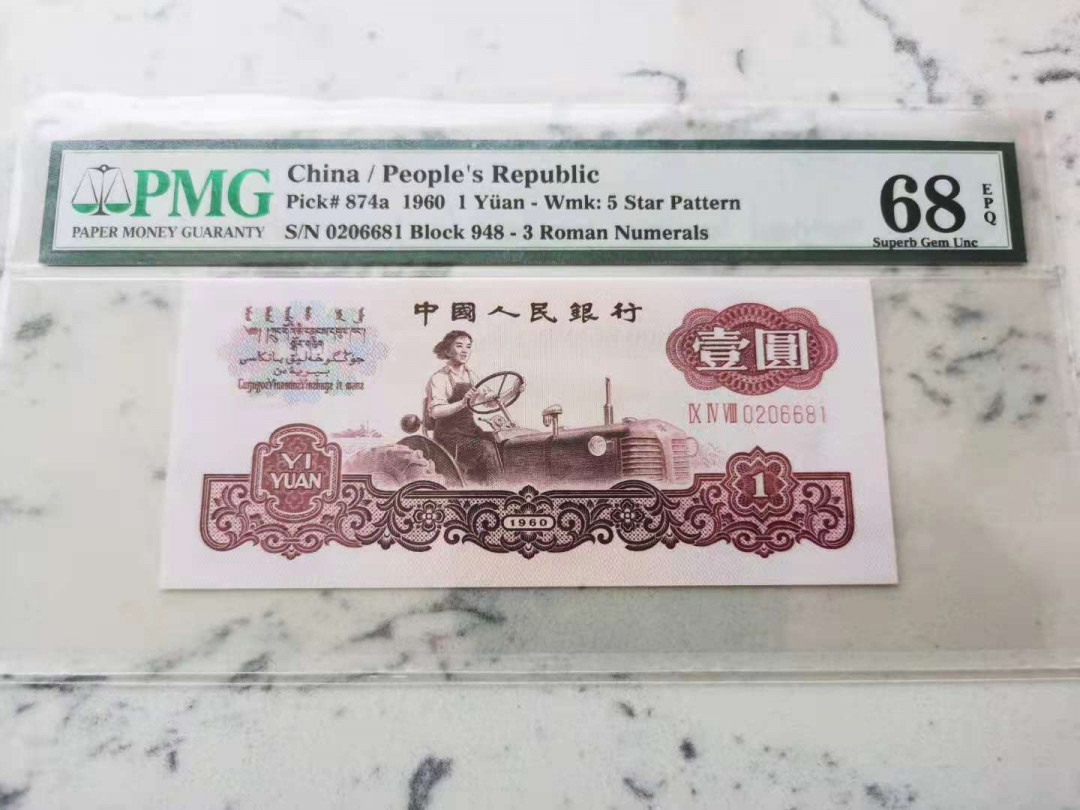 PMG
PAPER MONEY GUARANTY
China / People's Republic
Pick# 874a 1960 1 Yüan - Wmk: 5 Star Pattern
S/N 0206681 Block 948 - 3 Roman Numerals
68
EPQ
Superb Gem Unc
中國人民銀行
壹圓
IX IV VIII 0206681
YI
YUAN
1
1960